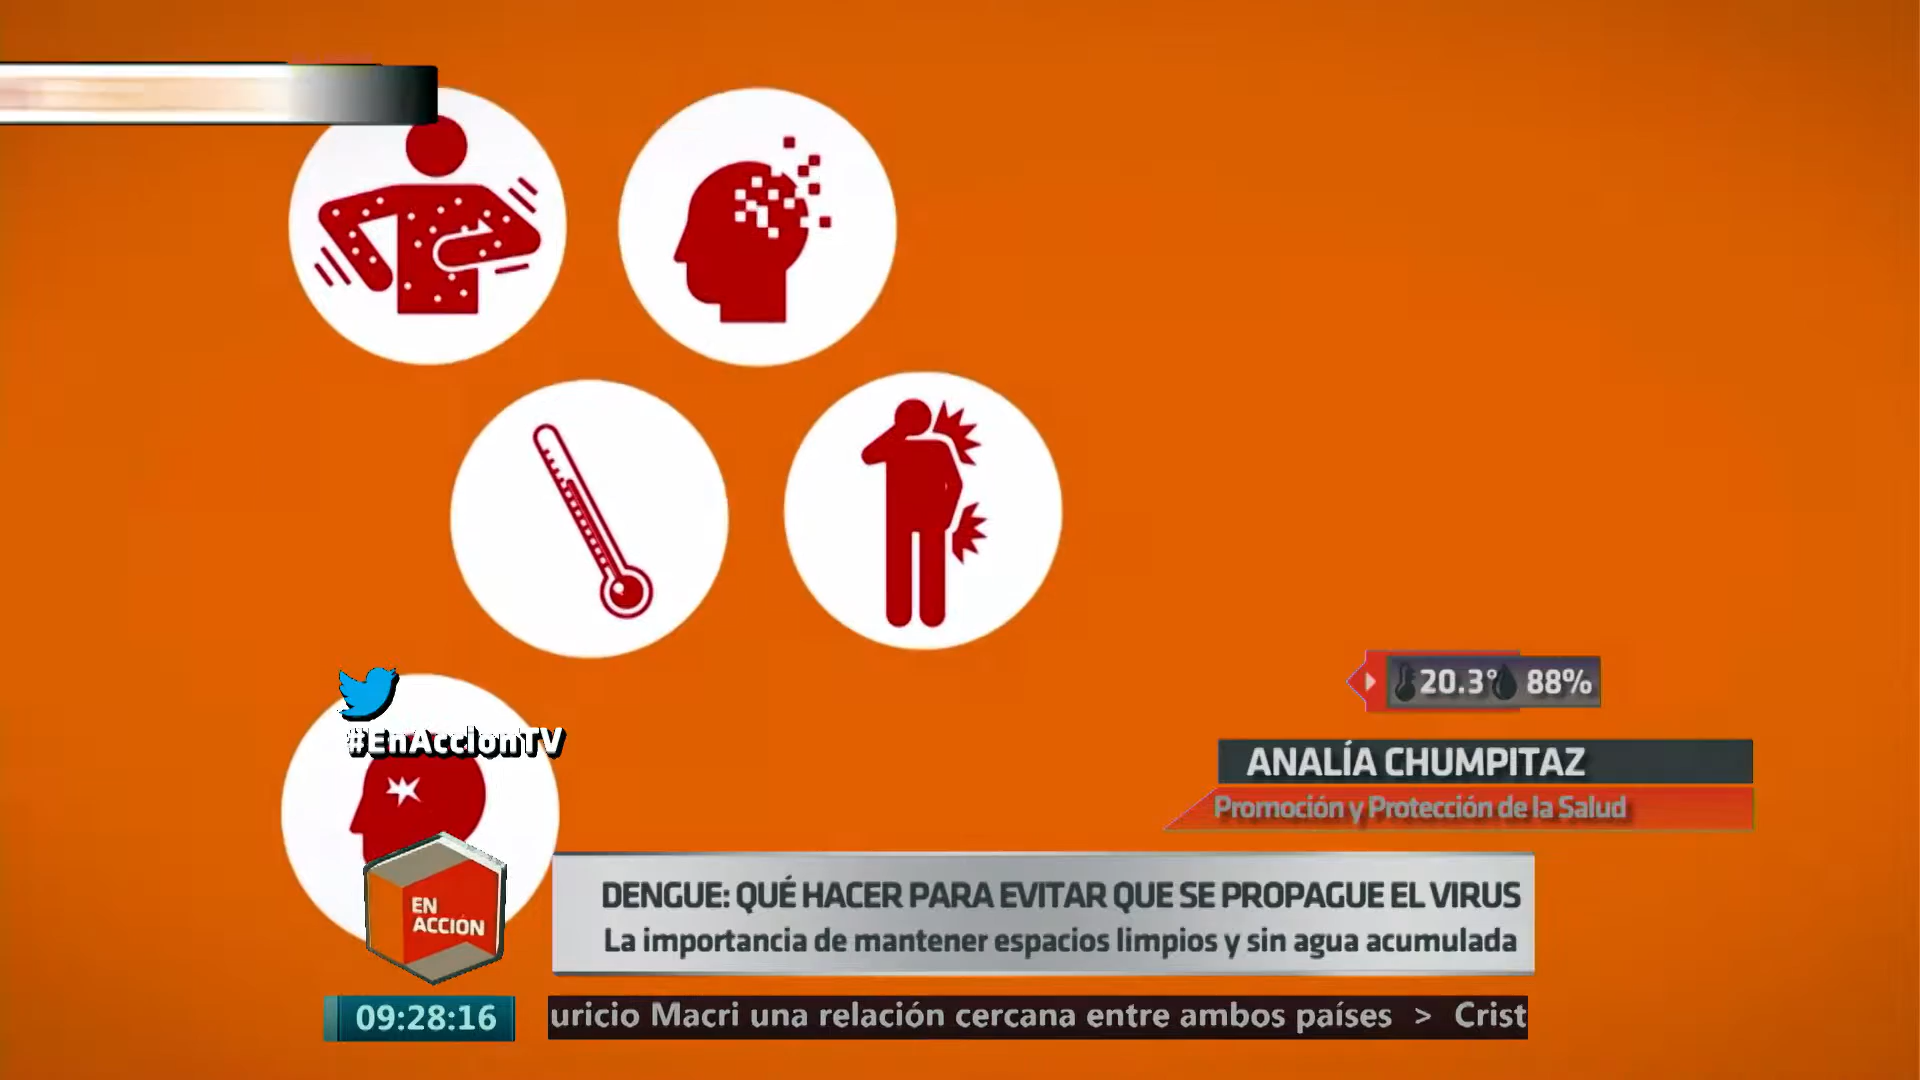 20.3° 88%
#EnAccionTV
ANALÍA CHUMPITAZ
Promoción y Protección de la Salud
EN
ACCIÓN
DENGUE: QUÉ HACER PARA EVITAR QUE SE PROPAGUE EL VIRUS
La importancia de mantener espacios limpios y sin agua acumulada
09:28:16
uricio Macri una relación cercana entre ambos países > Crist